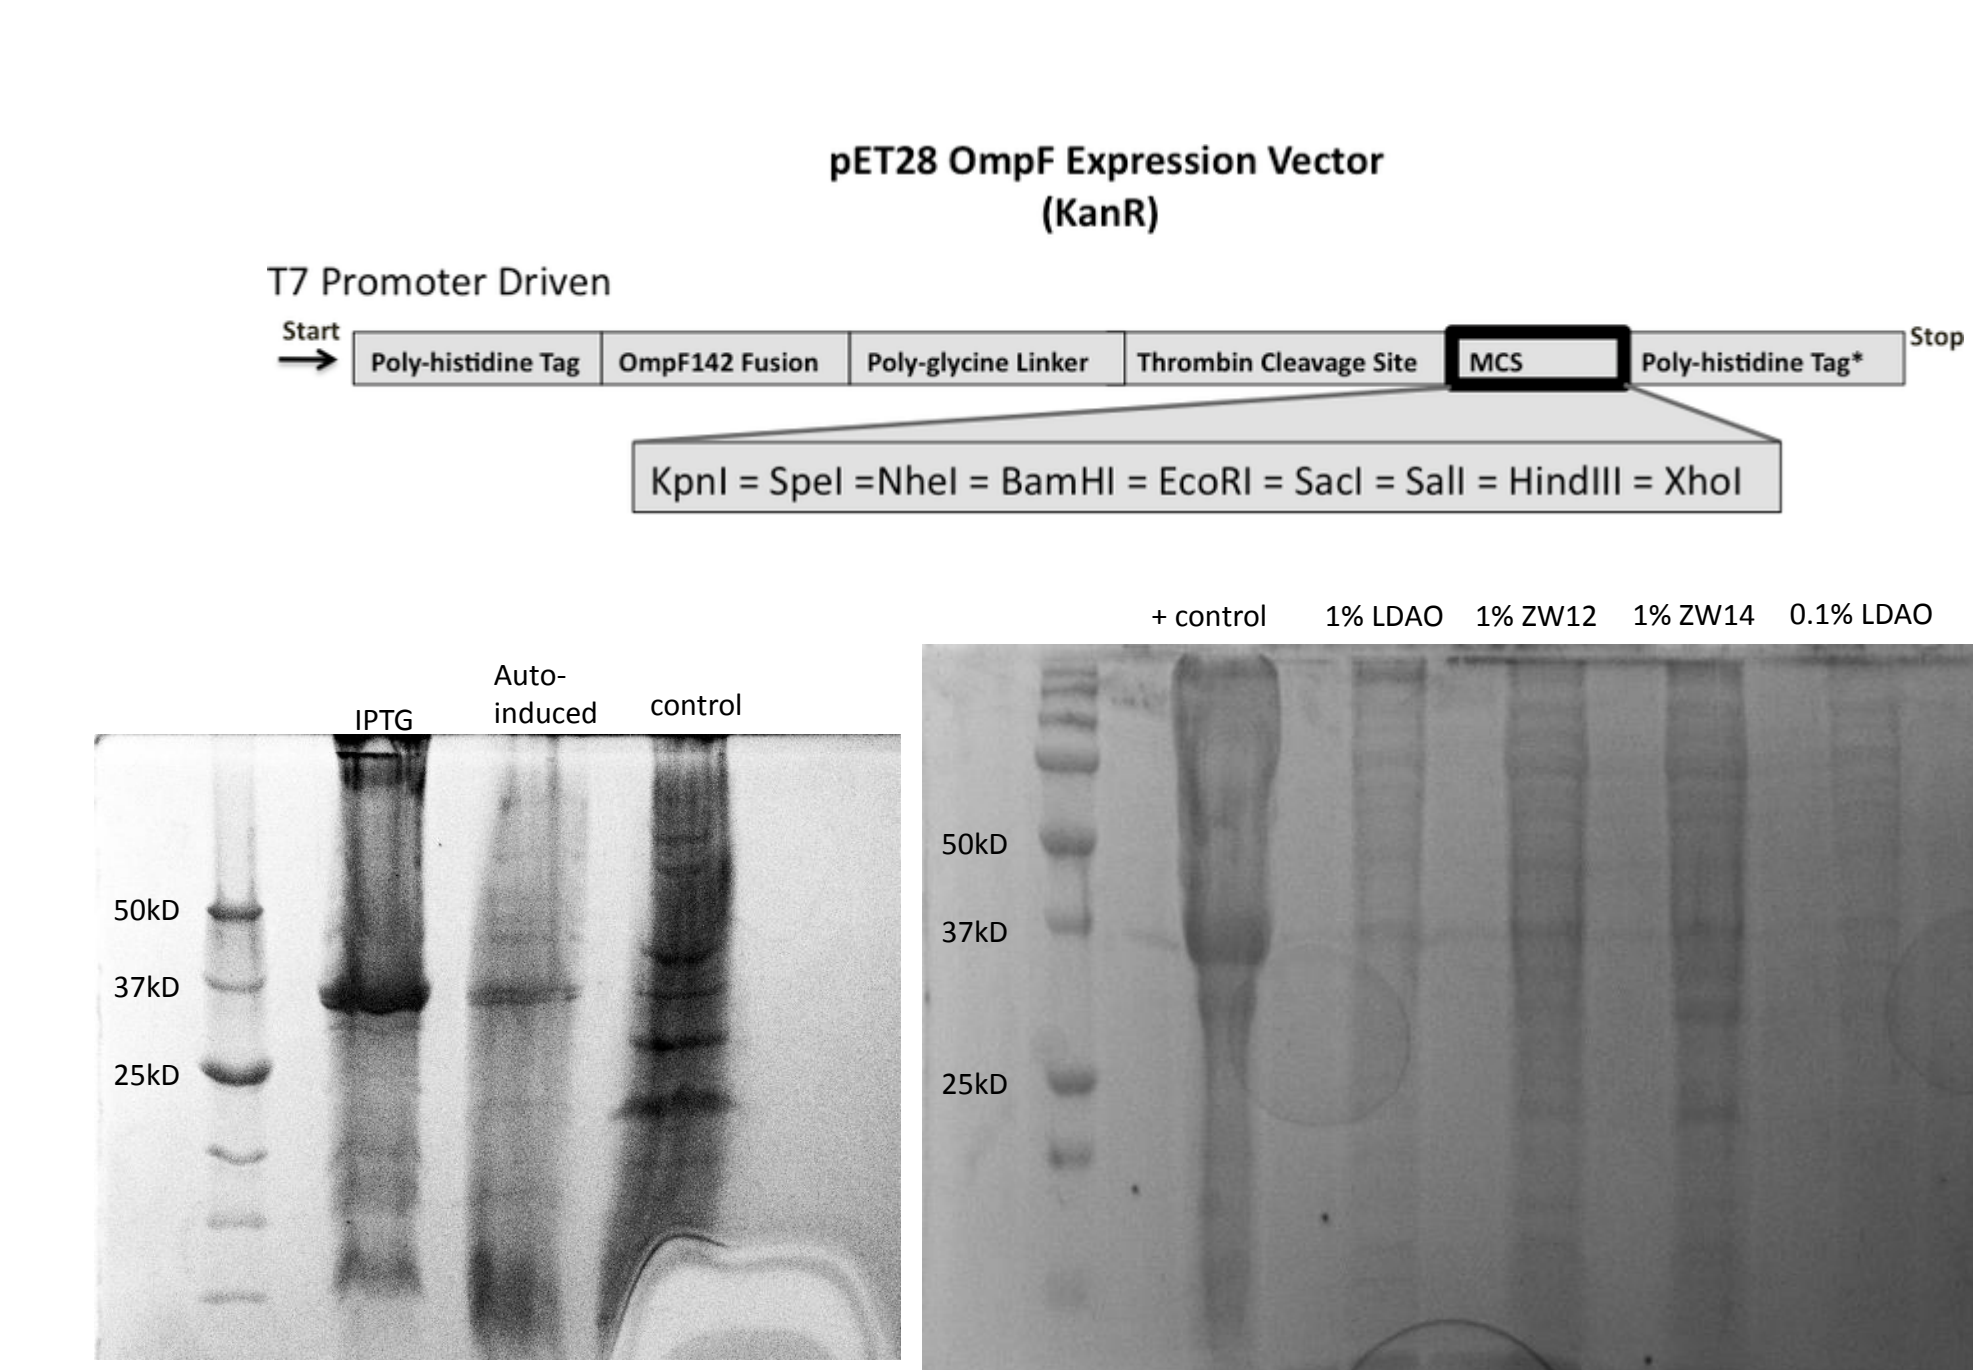 pET28 OmpF Expression Vector
(KanR)
T7 Promoter Driven
Start
Stop
Poly-histidine Tag
OmpF142 Fusion
Poly-glycine Linker
Thrombin Cleavage Site
MCS
Poly-histidine Tag*
KpnI = SpeI =NheI = BamHI = EcoRI = SacI = SalI = HindIII = XhoI
IPTG
Auto-
induced
control
50kD
37kD
25kD
+ control
1% LDAO
1% ZW12
1% ZW14
0.1% LDAO
50kD
37kD
25kD